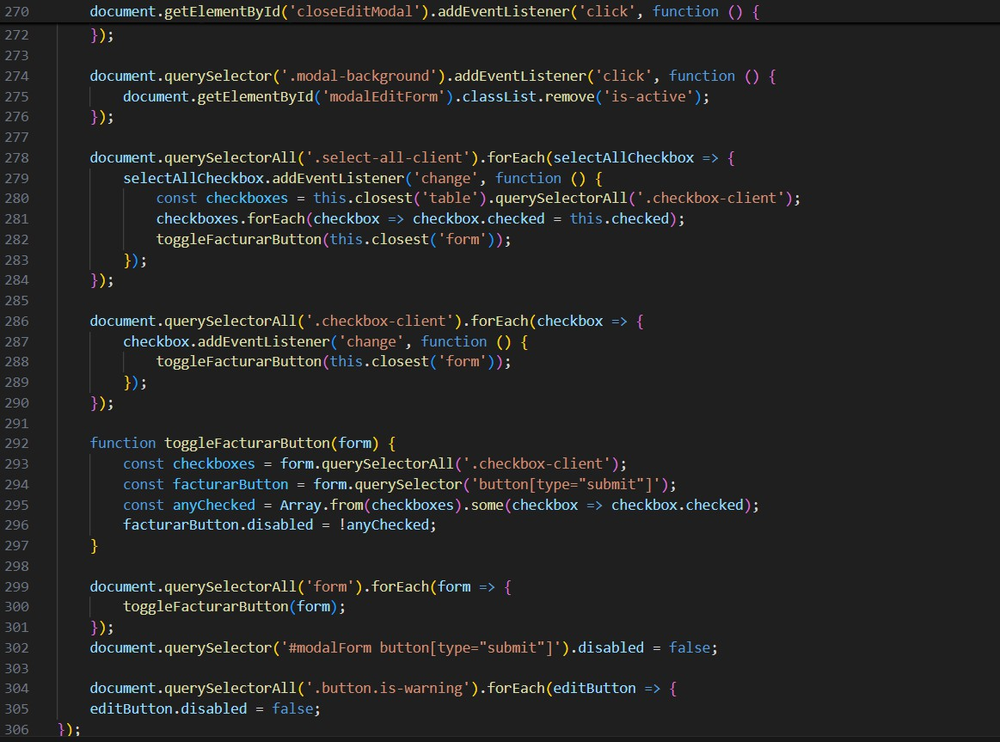 270 document.getElementById('closeEditModal').addEventListener('click', function () {
272 });
273
274 document.querySelector('.modal-background').addEventListener('click', function () {
275 document.getElementById('modalEditForm').classList.remove('is-active');
276 });
277
278 document.querySelectorAll('.select-all-client').forEach(selectAllCheckbox => {
279 selectAllCheckbox.addEventListener('change', function () {
280 const checkboxes = this.closest('table').querySelectorAll('.checkbox-client');
281 checkboxes.forEach(checkbox => checkbox.checked = this.checked);
282 toggleFacturarButton(this.closest('form'));
283 });
284 });
285
286 document.querySelectorAll('.checkbox-client').forEach(checkbox => {
287 checkbox.addEventListener('change', function () {
288 toggleFacturarButton(this.closest('form'));
289 });
290 });
291
292 function toggleFacturarButton(form) {
293 const checkboxes = form.querySelectorAll('.checkbox-client');
294 const facturarButton = form.querySelector('button[type="submit"]');
295 const anyChecked = Array.from(checkboxes).some(checkbox => checkbox.checked);
296 facturarButton.disabled = !anyChecked;
297 }
298
299 document.querySelectorAll('form').forEach(form => {
300 toggleFacturarButton(form);
301 });
302 document.querySelector('#modalForm button[type="submit"]').disabled = false;
303
304 document.querySelectorAll('.button.is-warning').forEach(editButton => {
305 editButton.disabled = false;
306 });